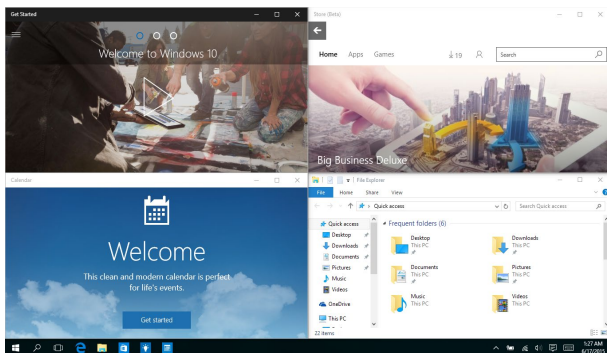 Get Started
Welcome to Windows 10
Store (Beta)
Home Apps Games 19 Search
Big Business Deluxe
Calendar
Welcome
This clean and modern calendar is perfect
for life's events.
Get started
File Explorer
File Home Share View
Quick access
Search Quick access
Quick access
Desktop
Downloads
Documents
Pictures
Music
Videos
OneDrive
This PC
Frequent folders (6)
Desktop
This PC
Downloads
This PC
Documents
This PC
Pictures
This PC
Music
This PC
Videos
This PC
22 items
5:27 AM
6/17/2015